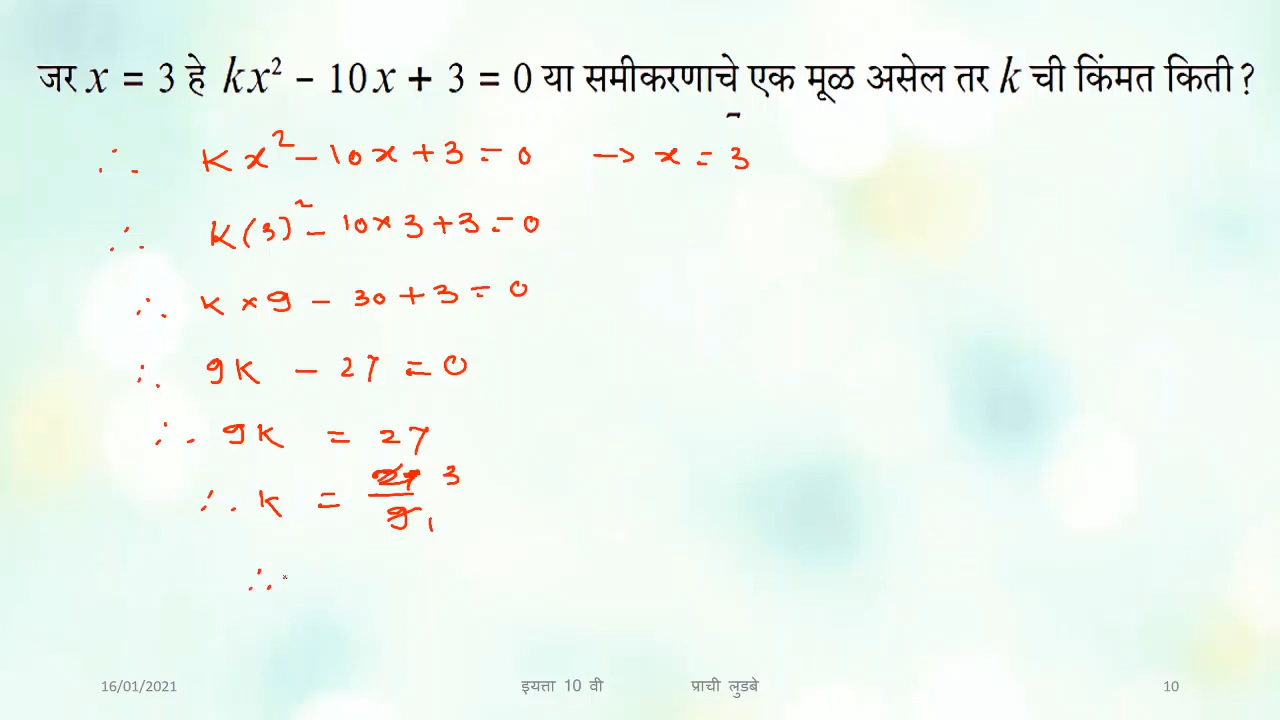 जर x = 3 हे kx² − 10x + 3 = 0 या समीकरणाचे एक मूळ असेल तर k ची किंमत किती ?
∴ Kx² − 10x + 3 = 0 → x = 3
∴ K(3)² − 10 × 3 + 3 = 0
∴ K × 9 − 30 + 3 = 0
∴ 9K − 27 = 0
∴ 9K = 27
∴ K = 27/9 3 1
∴
16/01/2021 इयत्ता 10 वी प्राची लुडबे 10